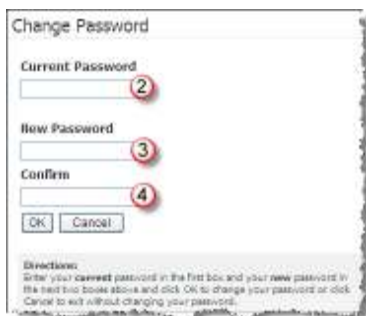 Change Password
Current Password
2
New Password
3
Confirm
4
OK Cancel
Directions:
Enter your current password in the first box and your new password in
the next two boxes above and click OK to change your password or click
Cancel to exit without changing your password.